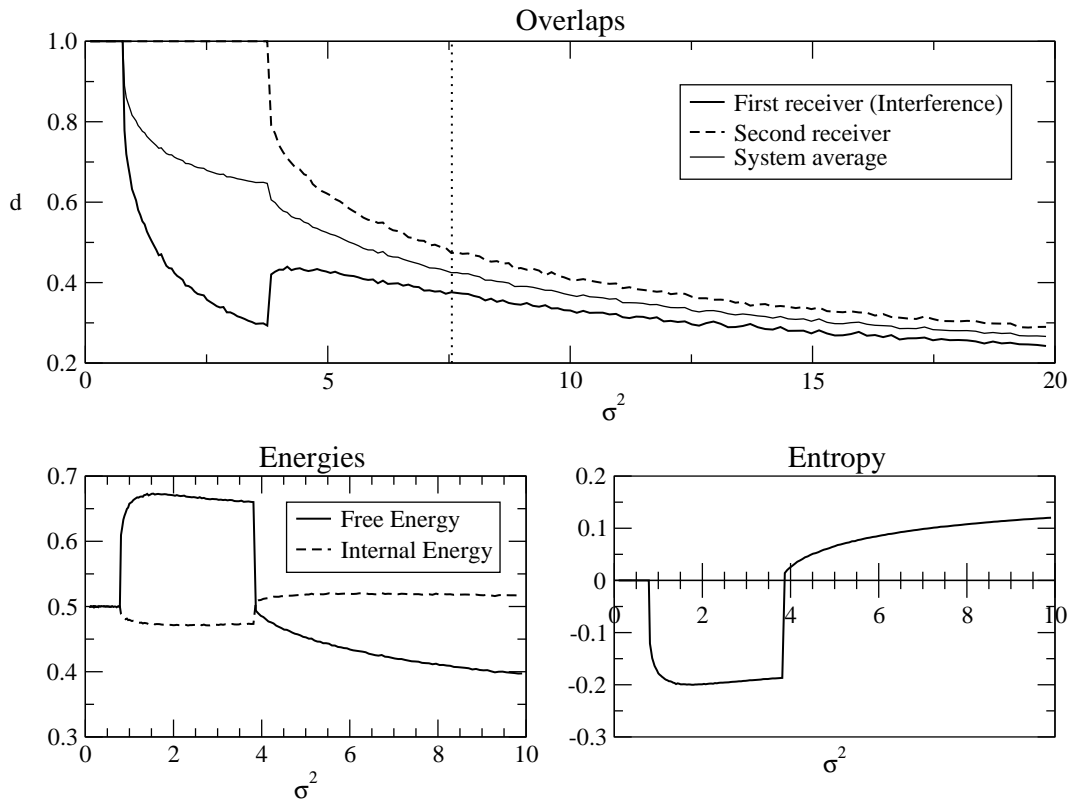 Overlaps
1.0
0.8
0.6
0.4
0.2
d
First receiver (Interference)
Second receiver
System average
0 5 10 15 20
σ²
Energies
0.7
0.6
0.5
0.4
0.3
Free Energy
Internal Energy
0 2 4 6 8 10
σ²
Entropy
0.2
0.1
0
-0.1
-0.2
-0.3
0 2 4 6 8 10
σ²